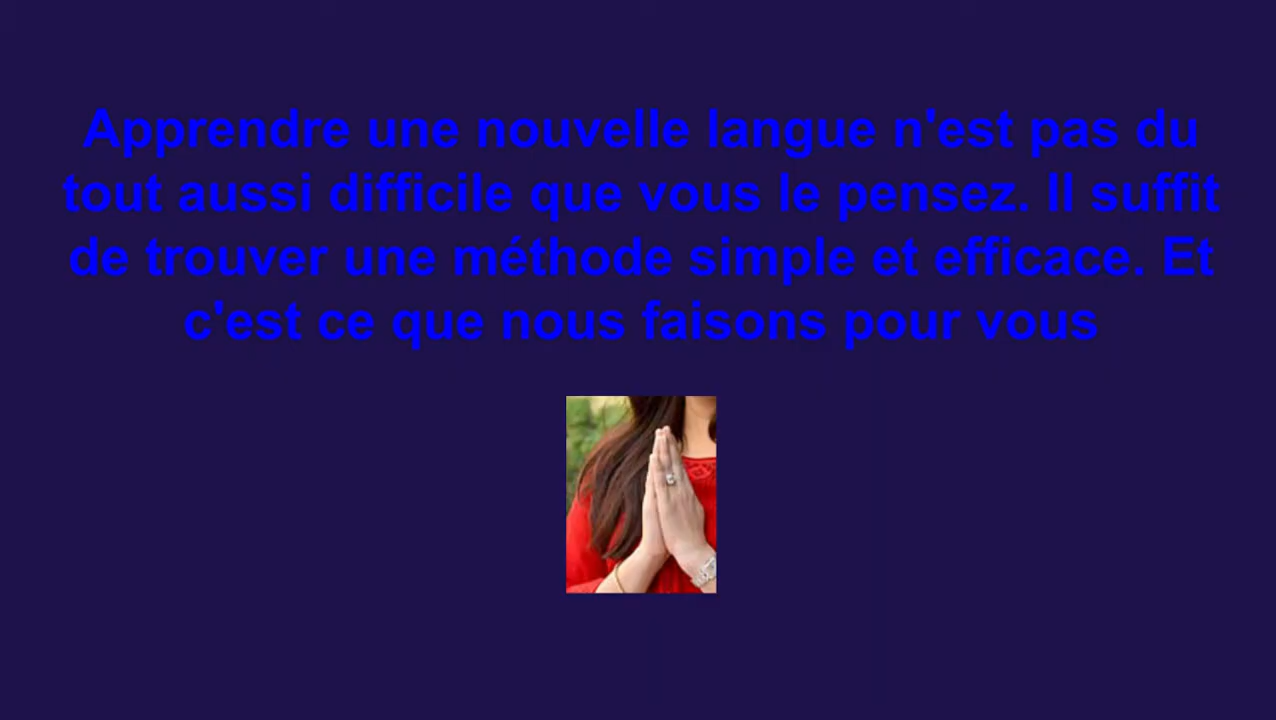 Apprendre une nouvelle langue n'est pas du
tout aussi difficile que vous le pensez. Il suffit
de trouver une méthode simple et efficace. Et
c'est ce que nous faisons pour vous